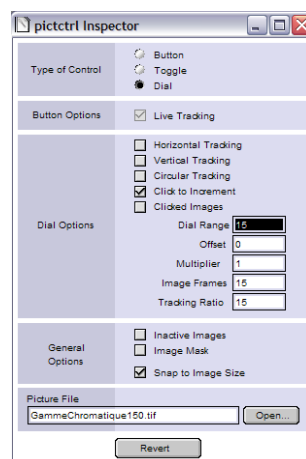 pictctrl Inspector
Type of Control
Button
Toggle
Dial
Button Options
Live Tracking
Dial Options
Horizontal Tracking
Vertical Tracking
Circular Tracking
Click to Increment
Clicked Images
Dial Range 15
Offset 0
Multiplier 1
Image Frames 15
Tracking Ratio 15
General
Options
Inactive Images
Image Mask
Snap to Image Size
Picture File
GammeChromatique150.tif Open...
Revert